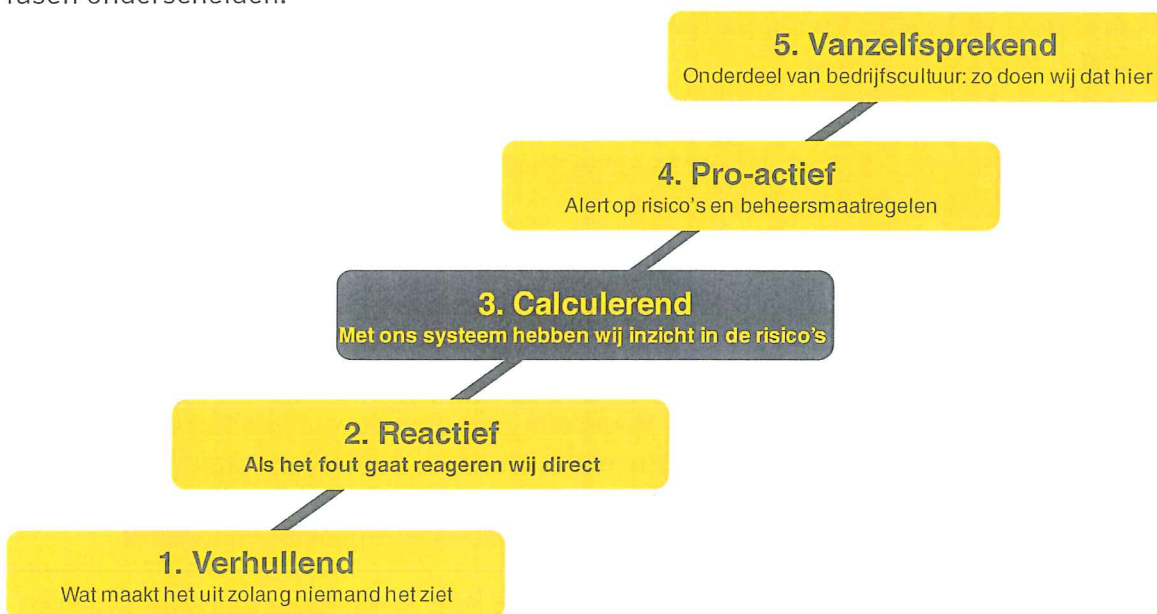 fasen onderscheiden.
5. Vanzelfsprekend
Onderdeel van bedrijfscultuur: zo doen wij dat hier
4. Pro-actief
Alert op risico's en beheersmaatregelen
3. Calculerend
Met ons systeem hebben wij inzicht in de risico's
2. Reactief
Als het fout gaat reageren wij direct
1. Verhullend
Wat maakt het uit zolang niemand het ziet